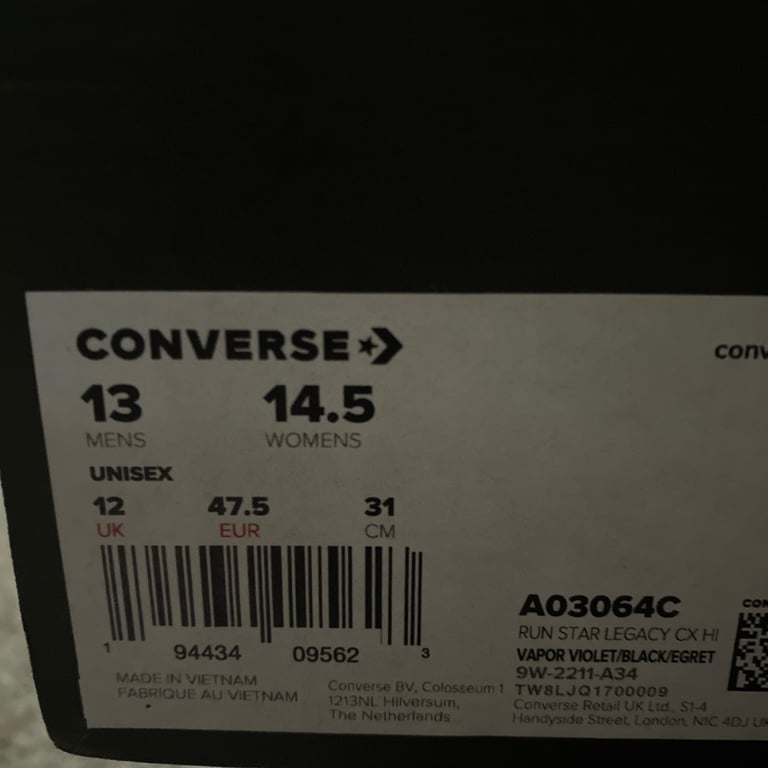 CONVERSE
conv
13 14.5
MENS WOMENS
UNISEX
12 47.5 31
UK EUR CM
1 94434 09562 3
MADE IN VIETNAM
FABRIQUE AU VIETNAM
Converse BV, Colosseum 1
1213NL Hilversum,
The Netherlands
A03064C
RUN STAR LEGACY CX HI
VAPOR VIOLET/BLACK/EGRET
9W-2211-A34
TW8LJQ1700009
Converse Retail UK Ltd., S1-4
Handyside Street, London, N1C 4DJ UK
CON